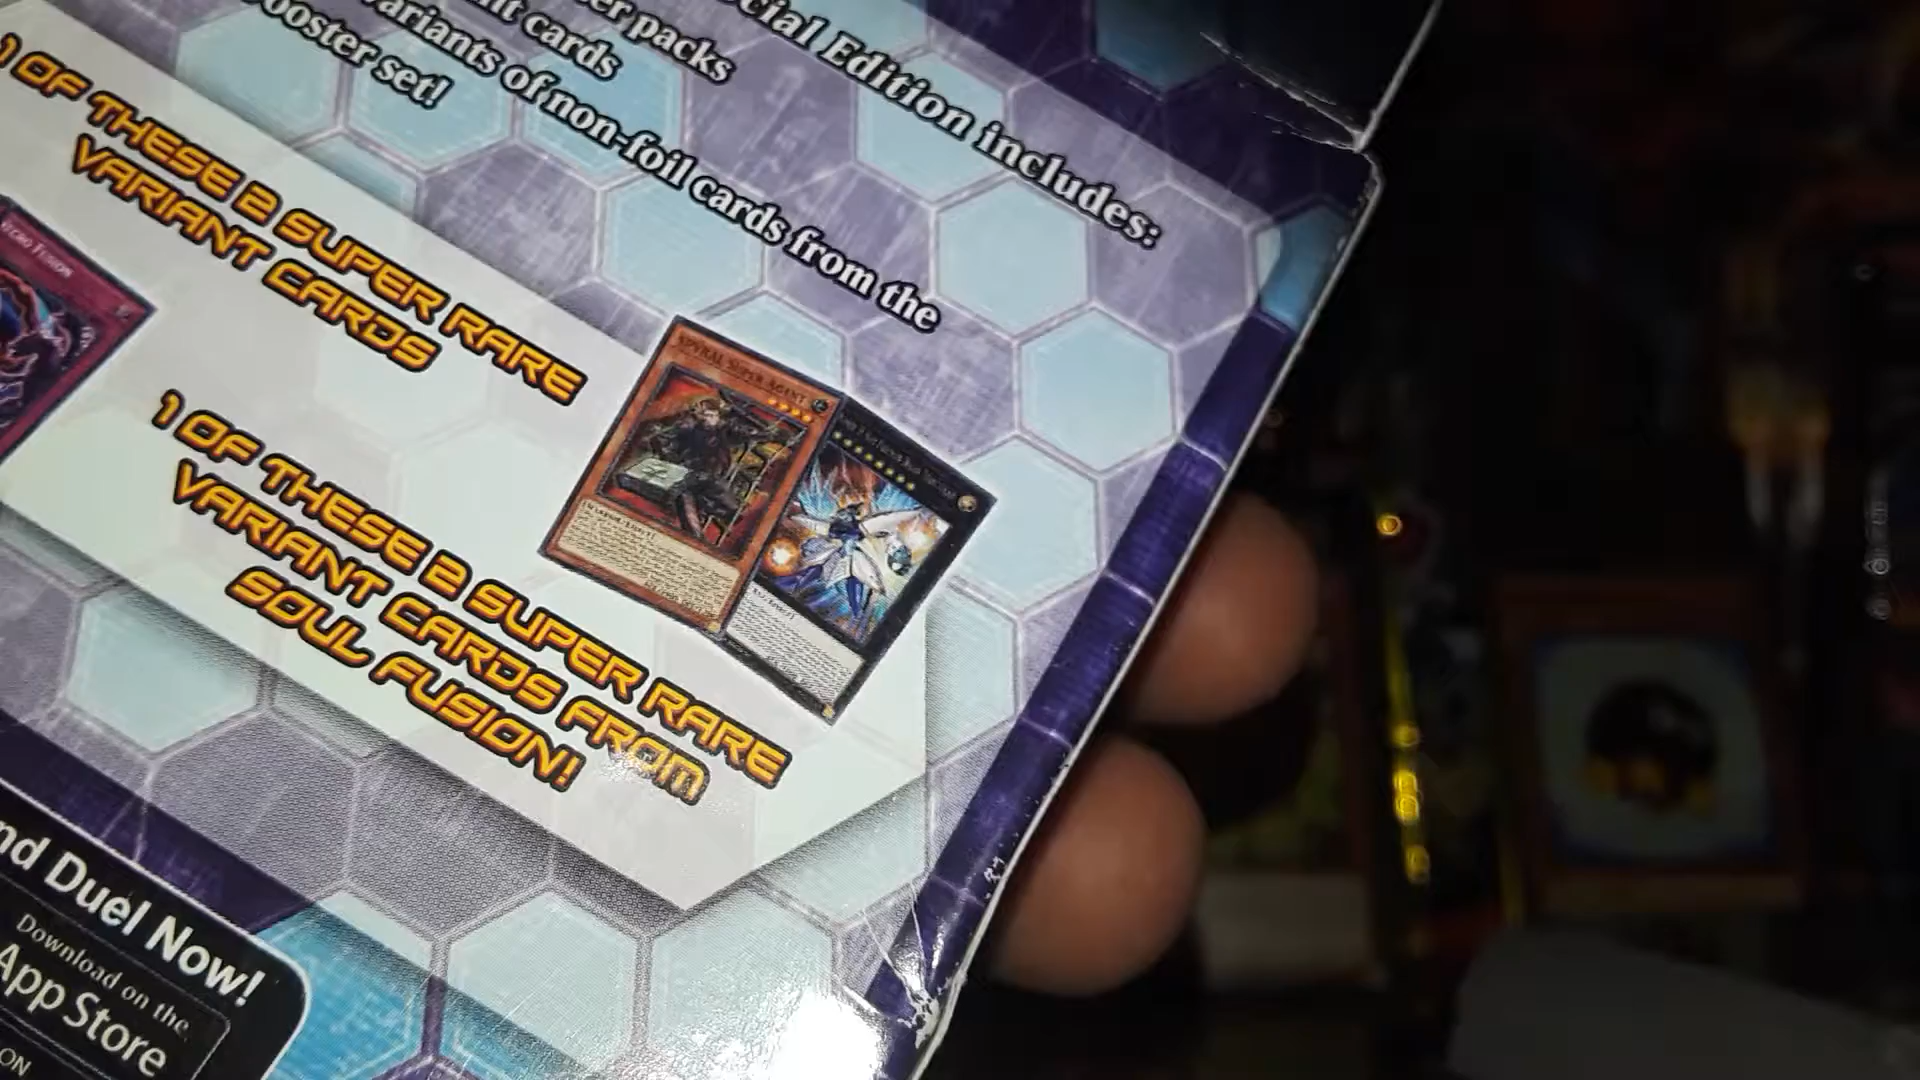 cial Edition includes:
er packs
nt cards
variants of non-foil cards from the
ooster set!
1 OF THESE 2 SUPER RARE
VARIANT CARDS
SPYRAL SUPER AGENT
1 OF THESE 2 SUPER RARE
VARIANT CARDS FROM
SOUL FUSION!
nd Duel Now!
Download on the
App Store
ON